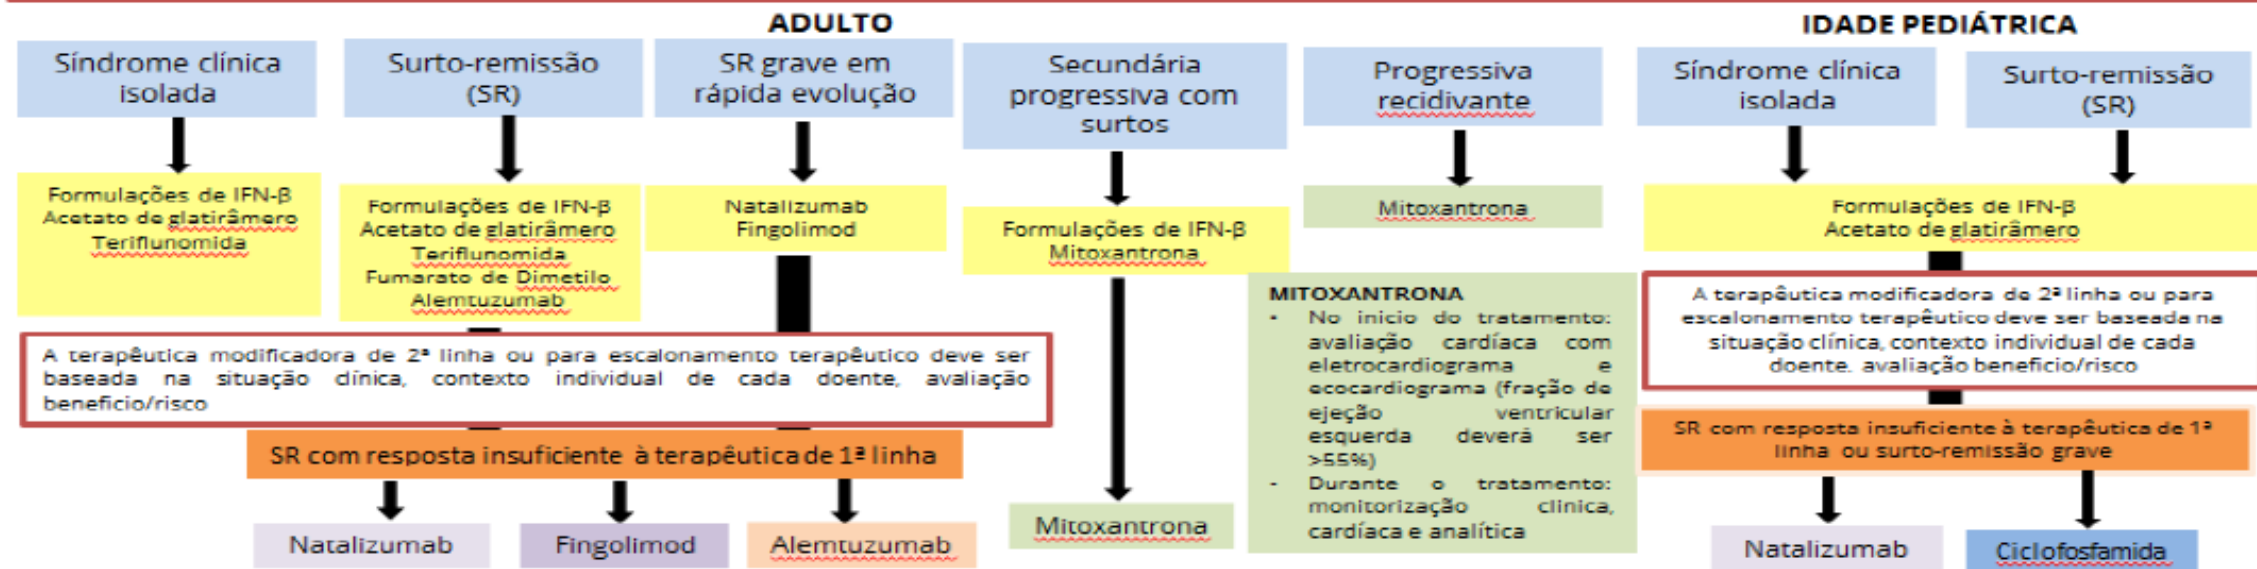 ADULTO
Síndrome clínica
isolada
Formulações de IFN-β
Acetato de glatirâmero
Teriflunomida
Surto-remissão
(SR)
Formulações de IFN-β
Acetato de glatirâmero
Teriflunomida
Fumarato de Dimetilo
Alemtuzumab
SR grave em
rápida evolução
Natalizumab
Fingolimod
Secundária
progressiva com
surtos
Formulações de IFN-β
Mitoxantrona
Mitoxantrona
Progressiva
recidivante
Mitoxantrona
A terapêutica modificadora de 2ª linha ou para escalonamento terapêutico deve ser
baseada na situação clínica, contexto individual de cada doente, avaliação
beneficio/risco
SR com resposta insuficiente à terapêutica de 1ª linha
Natalizumab
Fingolimod
Alemtuzumab
MITOXANTRONA
- No inicio do tratamento:
avaliação cardíaca com
eletrocardiograma e
ecocardiograma (fração de
ejeção ventricular
esquerda deverá ser
>55%)
- Durante o tratamento:
monitorização clinica,
cardíaca e analítica
IDADE PEDIÁTRICA
Síndrome clínica
isolada
Surto-remissão
(SR)
Formulações de IFN-β
Acetato de glatirâmero
A terapêutica modificadora de 2ª linha ou para
escalonamento terapêutico deve ser baseada na
situação clínica, contexto individual de cada
doente. avaliação beneficio/risco
SR com resposta insuficiente à terapêutica de 1ª
linha ou surto-remissão grave
Natalizumab
Ciclofosfamida